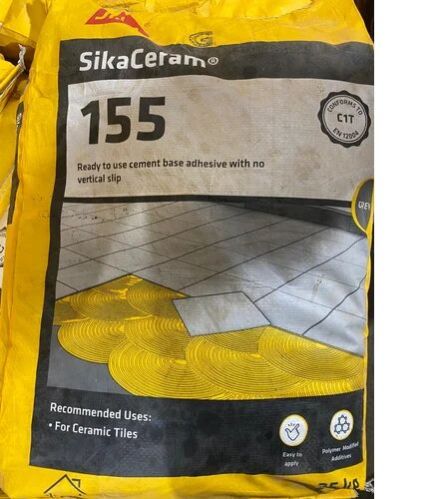 SikaCeram®
155
Ready to use cement base adhesive with no
vertical slip
CONFORMS TO
C1T
EN 12004
GREY
Recommended Uses:
• For Ceramic Tiles
Easy to
apply
Polymer Modified
Additives